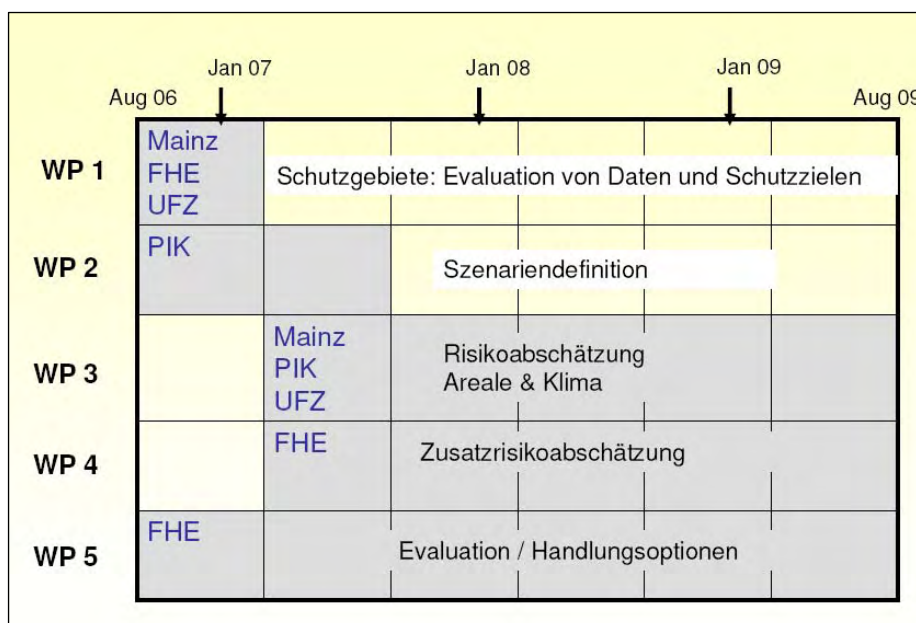 Jan 07
Jan 08
Jan 09
Aug 06
Aug 09
WP 1
Mainz
FHE
UFZ
Schutzgebiete: Evaluation von Daten und Schutzzielen
WP 2
PIK
Szenariendefinition
WP 3
Mainz
PIK
UFZ
Risikoabschätzung
Areale & Klima
WP 4
FHE
Zusatzrisikoabschätzung
WP 5
FHE
Evaluation / Handlungsoptionen